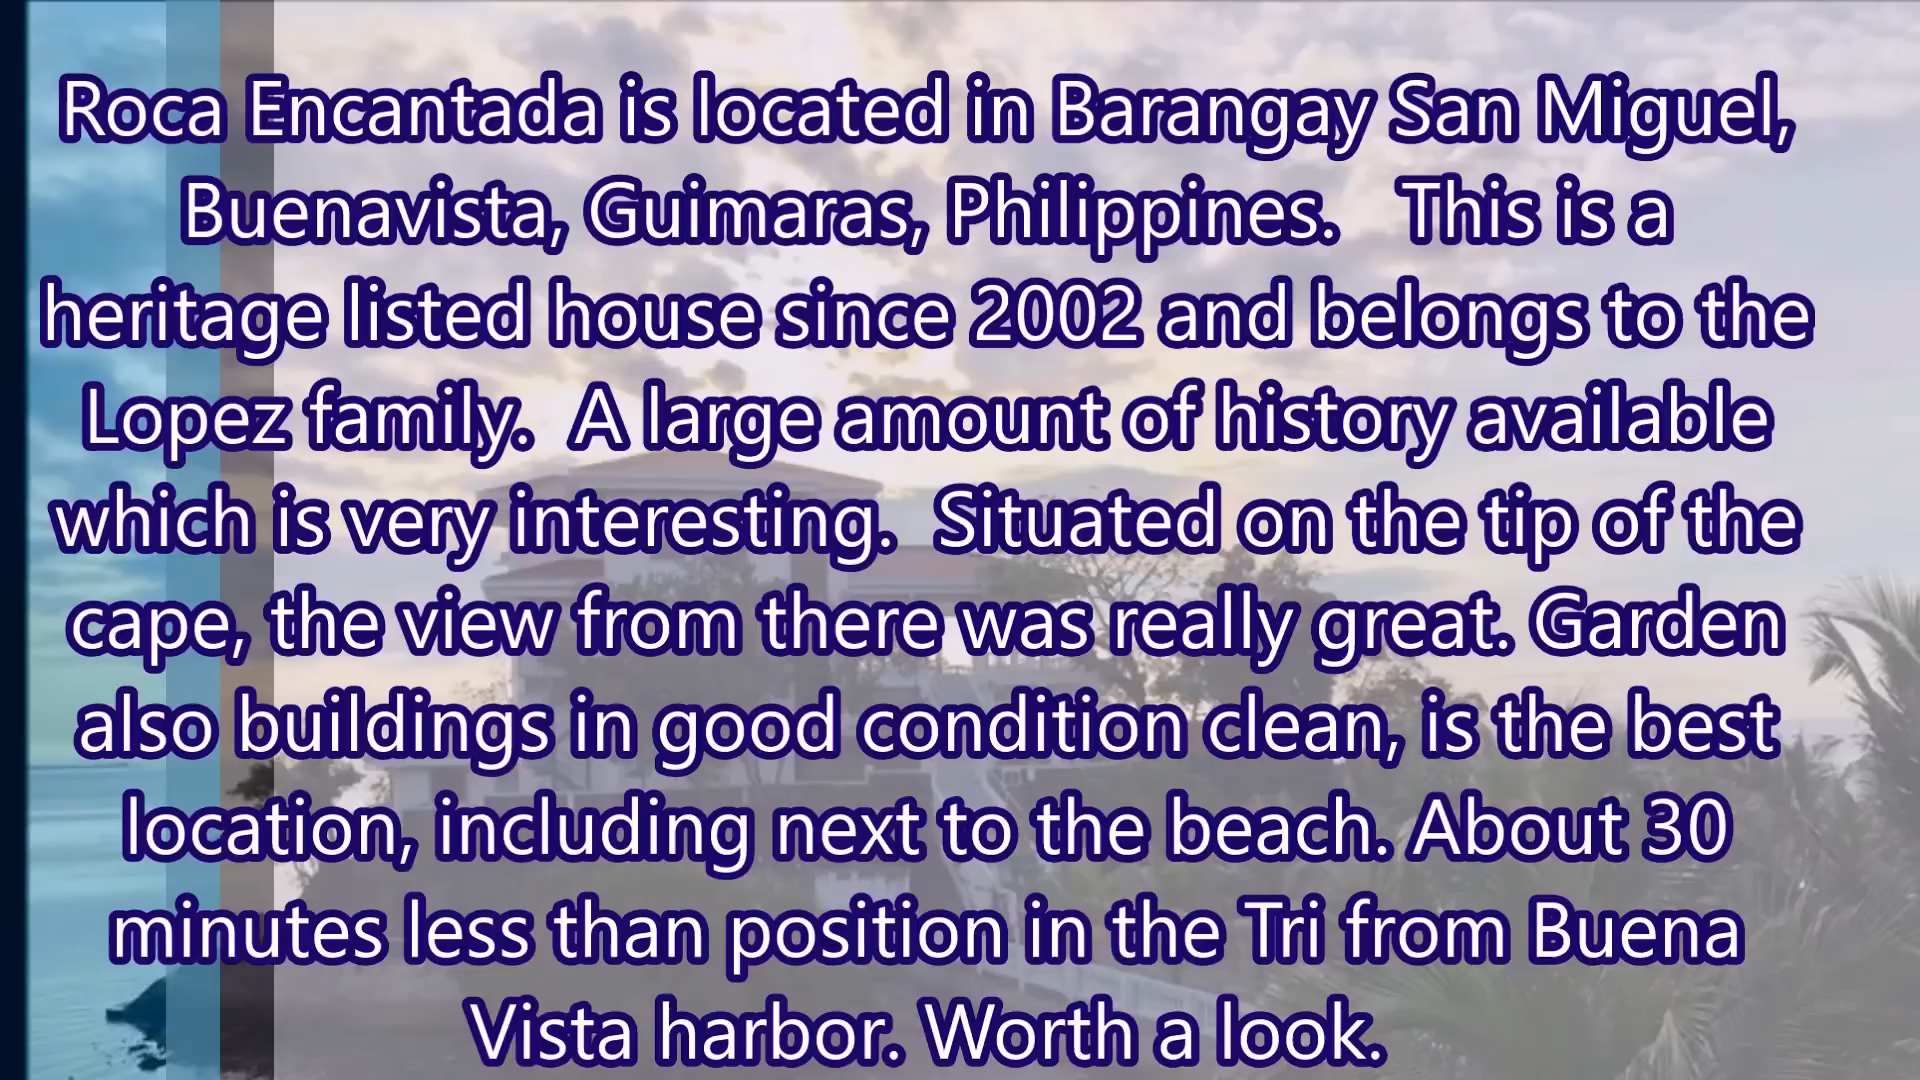 Roca Encantada is located in Barangay San Miguel,
Buenavista, Guimaras, Philippines.   This is a
heritage listed house since 2002 and belongs to the
Lopez family.  A large amount of history available
which is very interesting.  Situated on the tip of the
cape, the view from there was really great. Garden
also buildings in good condition clean, is the best
location, including next to the beach. About 30
minutes less than position in the Tri from Buena
Vista harbor. Worth a look.